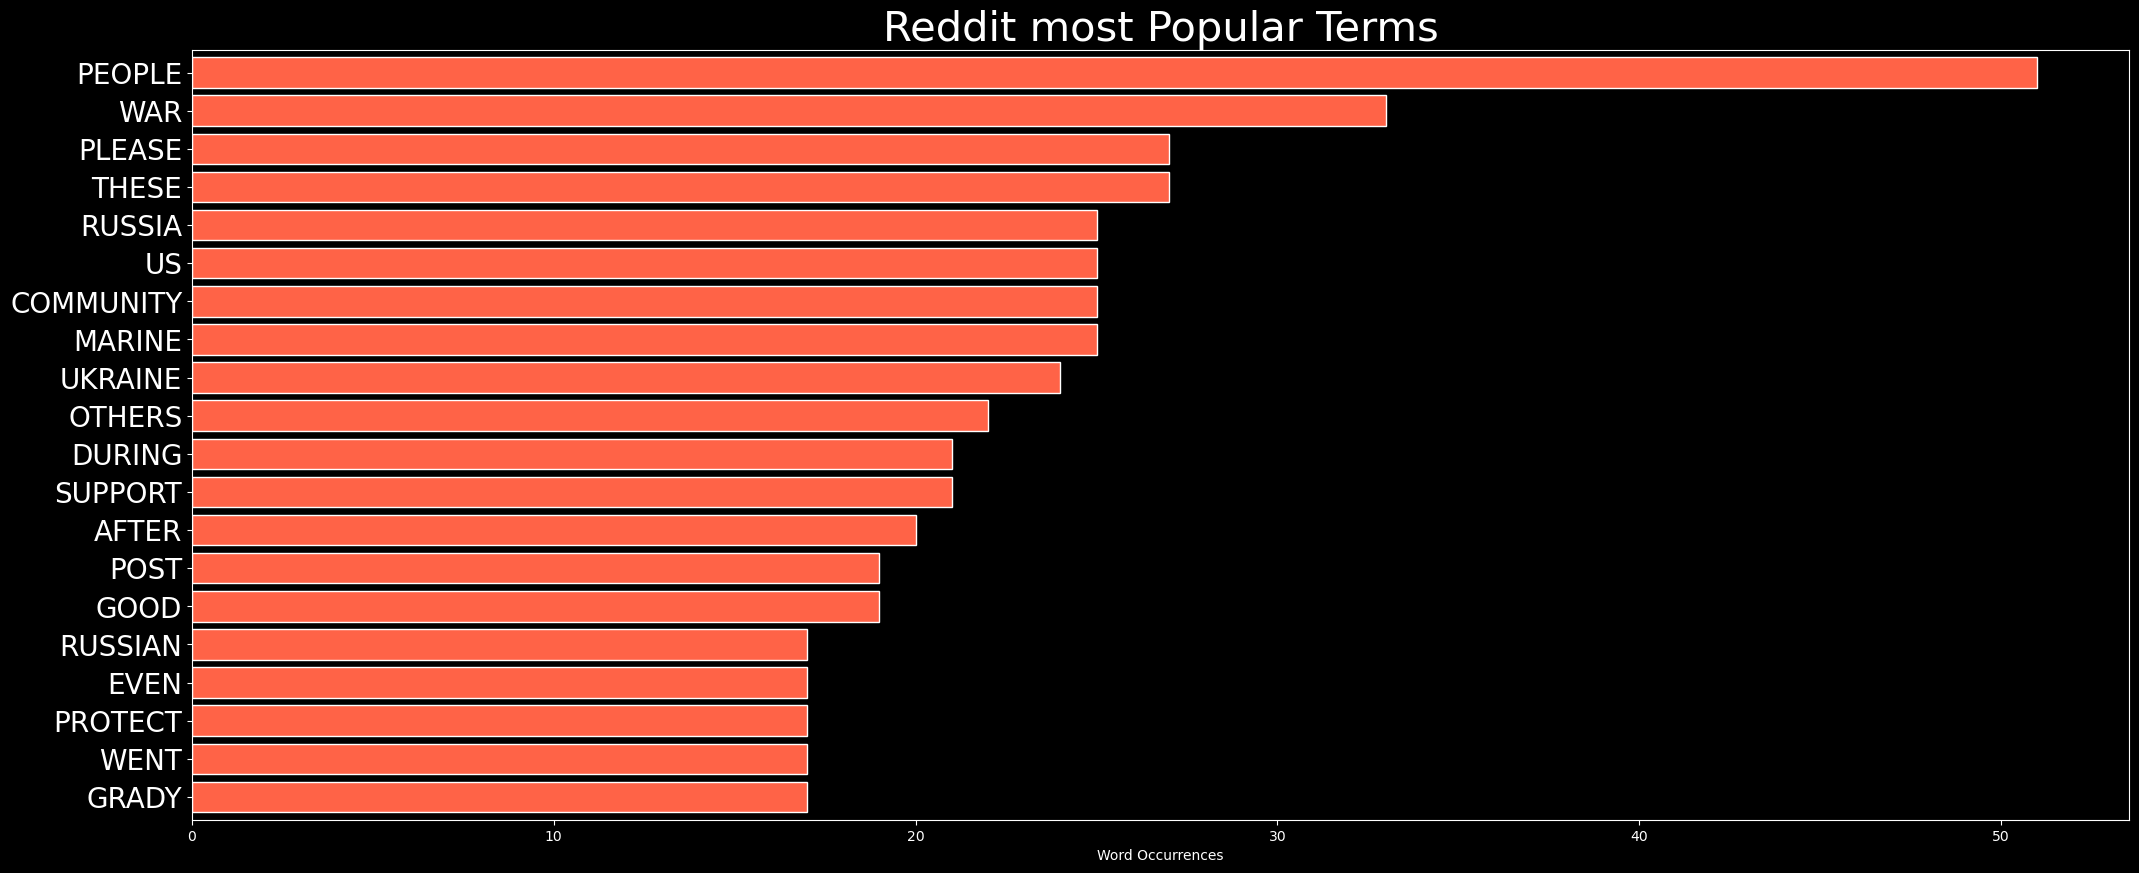 Reddit most Popular Terms
PEOPLE
WAR
PLEASE
THESE
RUSSIA
US
COMMUNITY
MARINE
UKRAINE
OTHERS
DURING
SUPPORT
AFTER
POST
GOOD
RUSSIAN
EVEN
PROTECT
WENT
GRADY
0 10 20 30 40 50
Word Occurrences